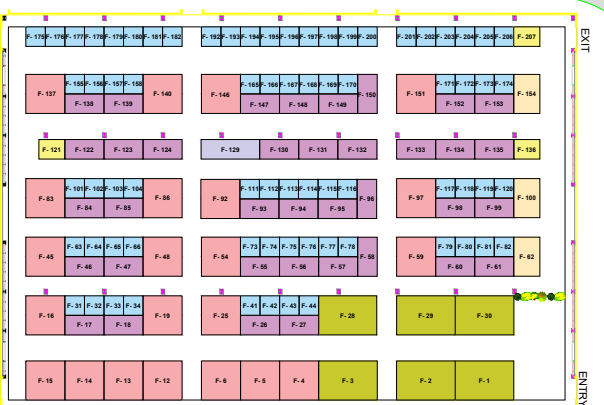 F- 175 F- 176 F- 177 F- 178 F- 179 F- 180 F- 181 F- 182 F- 192 F- 193 F- 194 F- 195 F- 196 F- 197 F- 198 F- 199 F- 200 F- 201 F- 202 F- 203 F- 204 F- 205 F- 206 F- 207
EXIT
F- 155 F- 156 F- 157 F- 158 F- 165 F- 166 F- 167 F- 168 F- 169 F- 170 F- 171 F- 172 F- 173 F- 174
F- 137 F- 140 F- 146 F- 150 F- 151 F- 154
F- 138 F- 139 F- 147 F- 148 F- 149 F- 152 F- 153
F- 121 F- 122 F- 123 F- 124 F- 129 F- 130 F- 131 F- 132 F- 133 F- 134 F- 135 F- 136
F- 101 F- 102 F- 103 F- 104 F- 111 F- 112 F- 113 F- 114 F- 115 F- 116 F- 117 F- 118 F- 119 F- 120
F- 83 F- 86 F- 92 F- 96 F- 97 F- 100
F- 84 F- 85 F- 93 F- 94 F- 95 F- 98 F- 99
F- 63 F- 64 F- 65 F- 66 F- 73 F- 74 F- 75 F- 76 F- 77 F- 78 F- 79 F- 80 F- 81 F- 82
F- 45 F- 48 F- 54 F- 58 F- 59 F- 62
F- 46 F- 47 F- 55 F- 56 F- 57 F- 60 F- 61
F- 31 F- 32 F- 33 F- 34 F- 41 F- 42 F- 43 F- 44
F- 16 F- 19 F- 25 F- 28 F- 29 F- 30
F- 17 F- 18 F- 26 F- 27
F- 15 F- 14 F- 13 F- 12 F- 6 F- 5 F- 4 F- 3 F- 2 F- 1
ENTRY